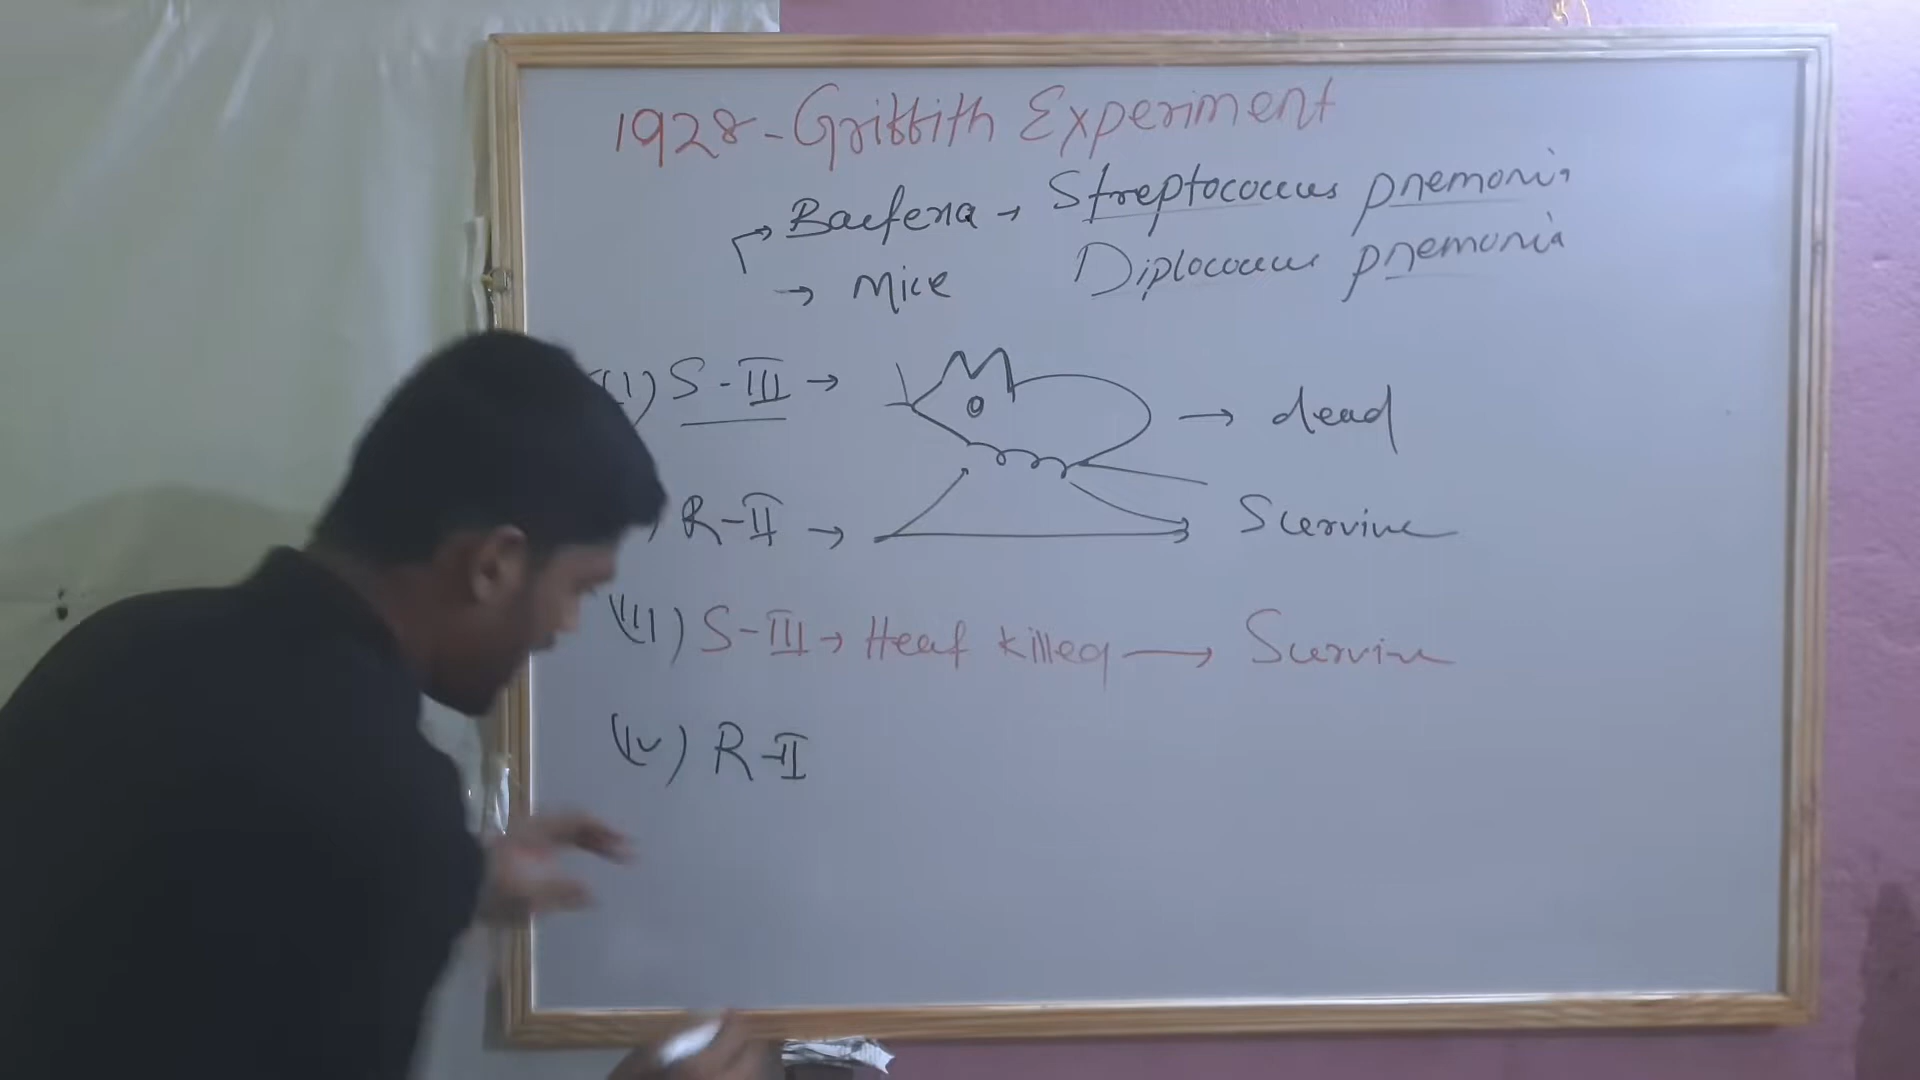 1928 - Griffith Experiment
→ Bacteria → Streptococcus pnemonia
→ Mice Diplococcus pnemonia
(I) S-III → → dead
) R-II → Survive
(III) S-III → Heat killed → Survive
(IV) R-II